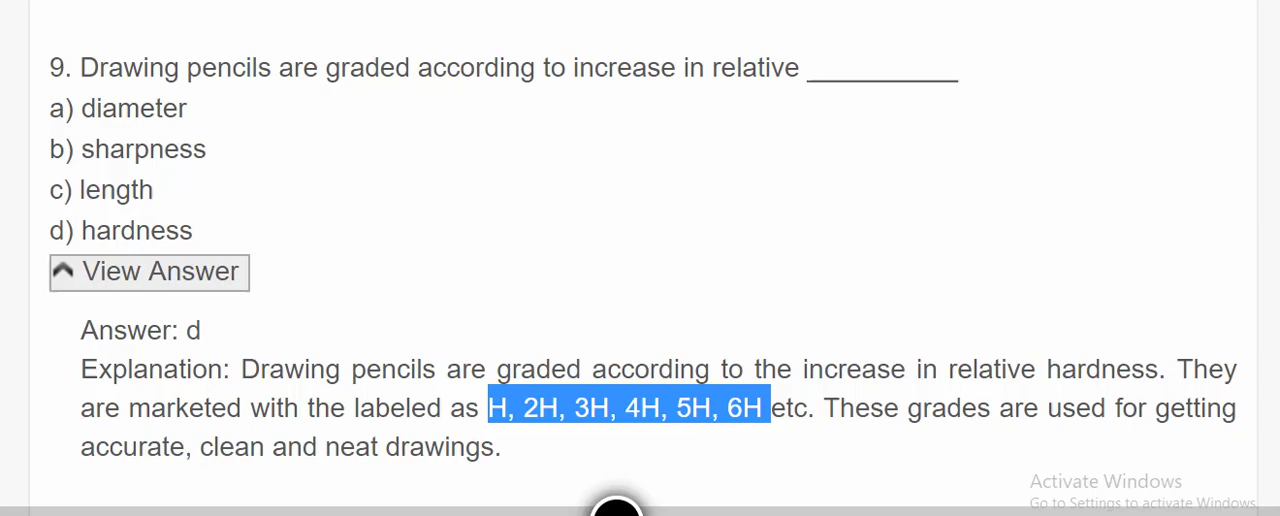 9. Drawing pencils are graded according to increase in relative ___________
a) diameter
b) sharpness
c) length
d) hardness
View Answer
Answer: d
Explanation: Drawing pencils are graded according to the increase in relative hardness. They
are marketed with the labeled as H, 2H, 3H, 4H, 5H, 6H etc. These grades are used for getting
accurate, clean and neat drawings.
Activate Windows
Go to Settings to activate Windows.